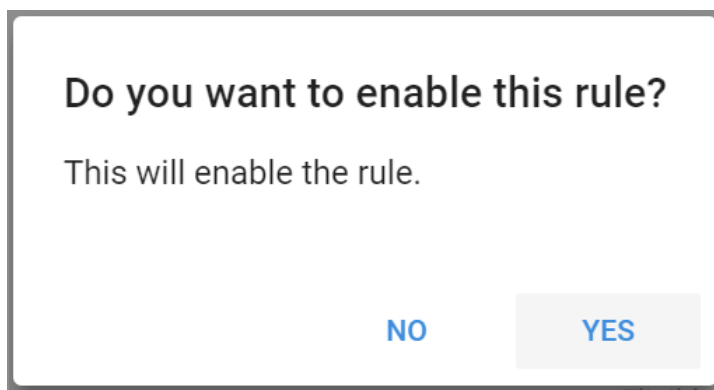 Do you want to enable this rule?
This will enable the rule.
NO YES